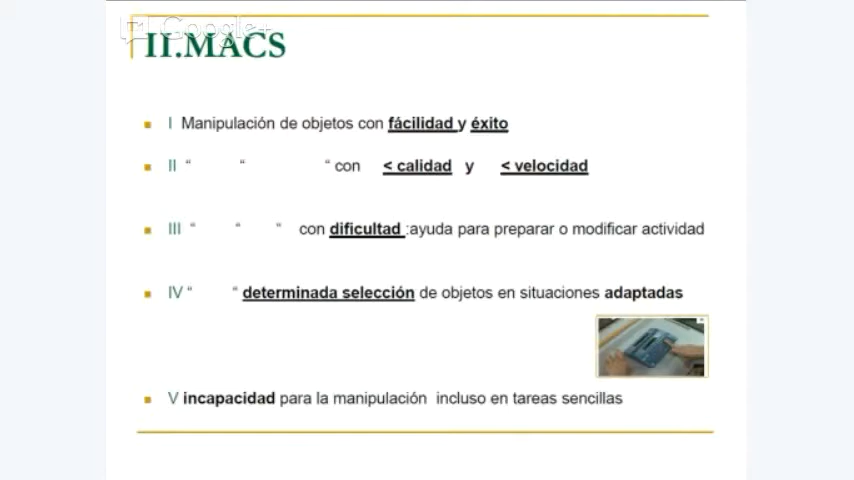 Google+
II.MACS
I Manipulación de objetos con fácilidad y éxito
II “ “ “ con < calidad y < velocidad
III “ “ “ con dificultad :ayuda para preparar o modificar actividad
IV “ “ determinada selección de objetos en situaciones adaptadas
V incapacidad para la manipulación incluso en tareas sencillas